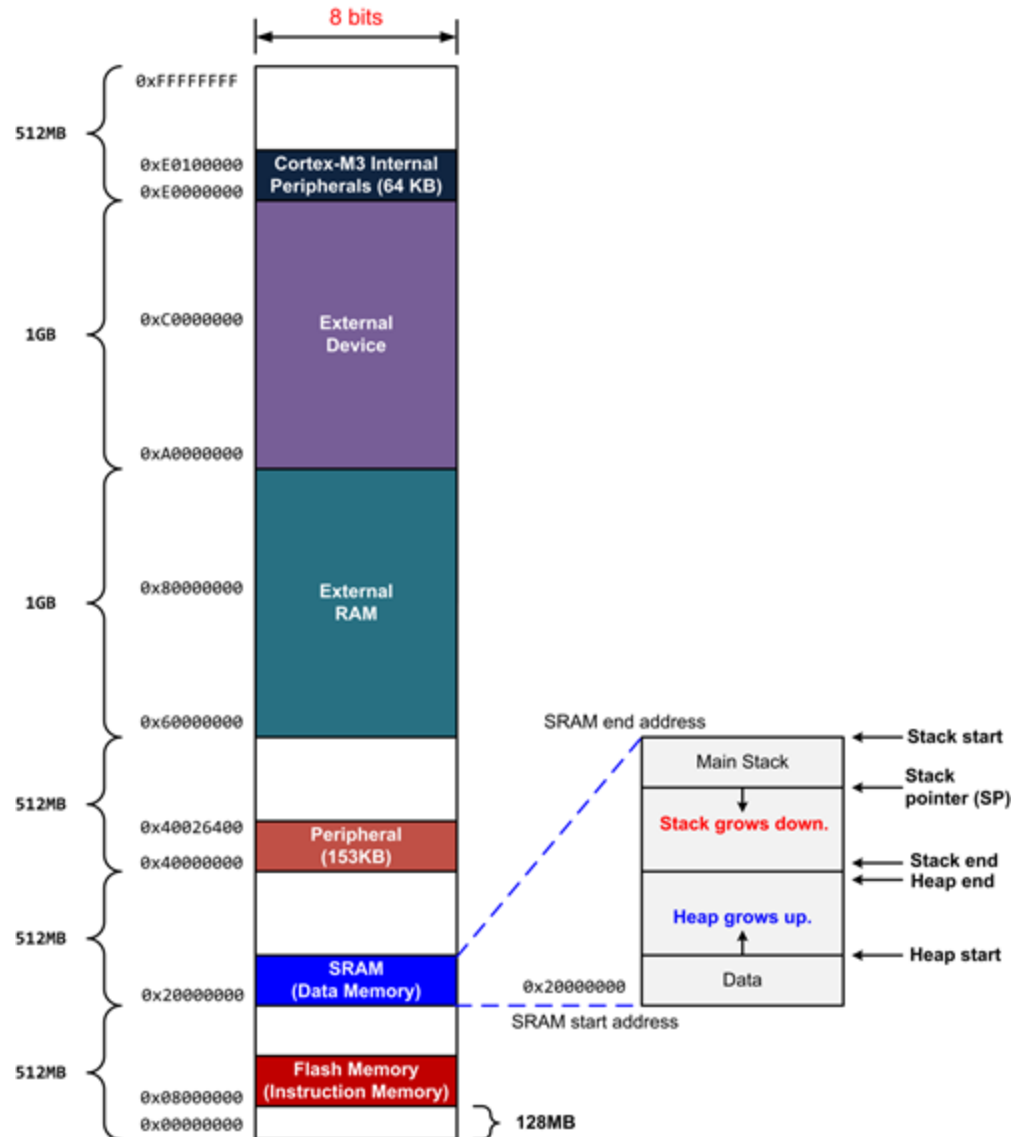 8 bits
0xFFFFFFFF
512MB
0xE0100000
Cortex-M3 Internal
Peripherals (64 KB)
0xE0000000
0xC0000000
External
Device
1GB
0xA0000000
0x80000000
External
RAM
1GB
0x60000000
SRAM end address
Stack start
Main Stack
Stack
pointer (SP)
512MB
0x40026400
Peripheral
(153KB)
Stack grows down.
0x40000000
Stack end
Heap end
Heap grows up.
512MB
Heap start
SRAM
(Data Memory)
0x20000000
0x20000000
Data
SRAM start address
512MB
Flash Memory
(Instruction Memory)
0x08000000
0x00000000
128MB